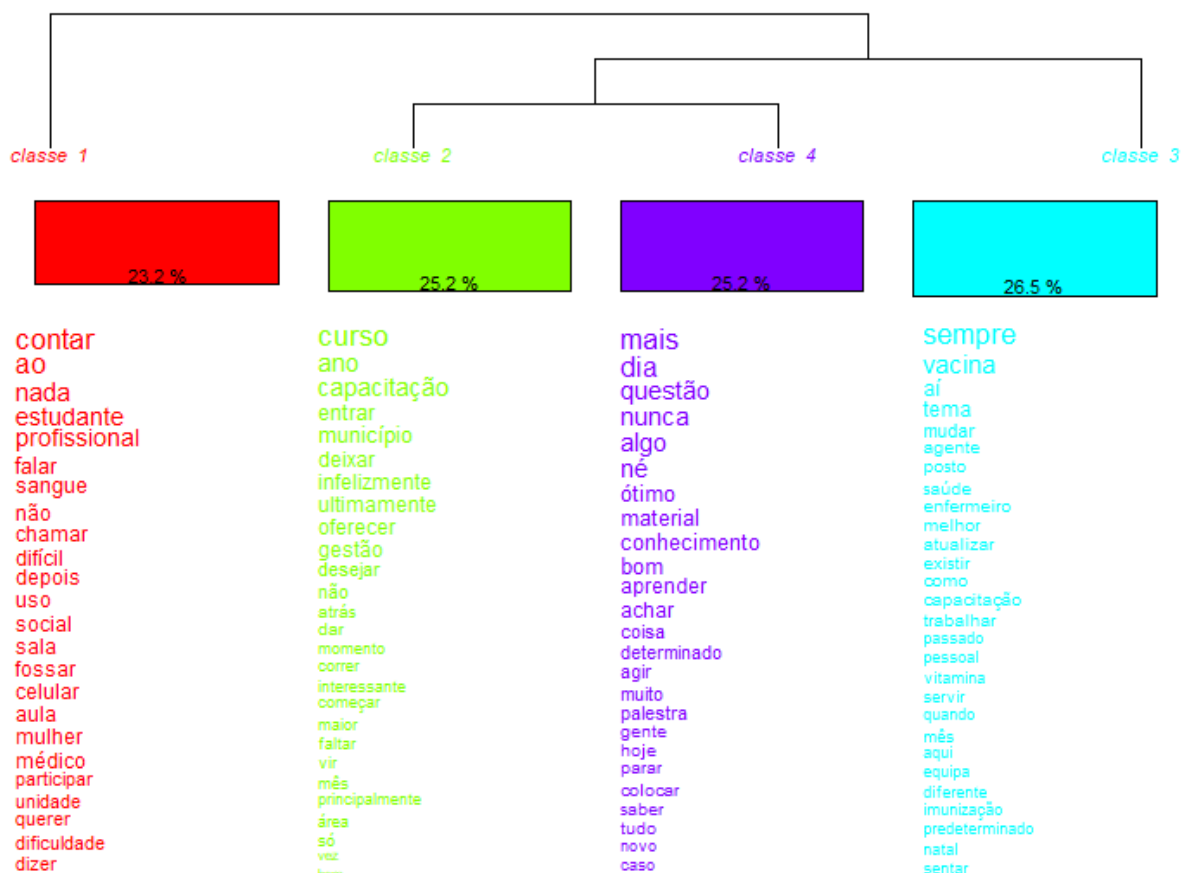 classe 1
classe 2
classe 4
classe 3
23.2 %
25.2 %
25.2 %
26.5 %
contar
ao
nada
estudante
profissional
falar
sangue
não
chamar
difícil
depois
uso
social
sala
fossar
celular
aula
mulher
médico
participar
unidade
querer
dificuldade
dizer
curso
ano
capacitação
entrar
município
deixar
infelizmente
ultimamente
oferecer
gestão
desejar
não
atrás
dar
momento
correr
interessante
começar
maior
faltar
vir
mês
principalmente
área
só
vez
mais
dia
questão
nunca
algo
né
ótimo
material
conhecimento
bom
aprender
achar
coisa
determinado
agir
muito
palestra
gente
hoje
parar
colocar
saber
tudo
novo
caso
sempre
vacina
aí
tema
mudar
agente
posto
saúde
enfermeiro
melhor
atualizar
existir
como
capacitação
trabalhar
passado
pessoal
vitamina
servir
quando
mês
aqui
equipa
diferente
imunização
predeterminado
natal
sentar